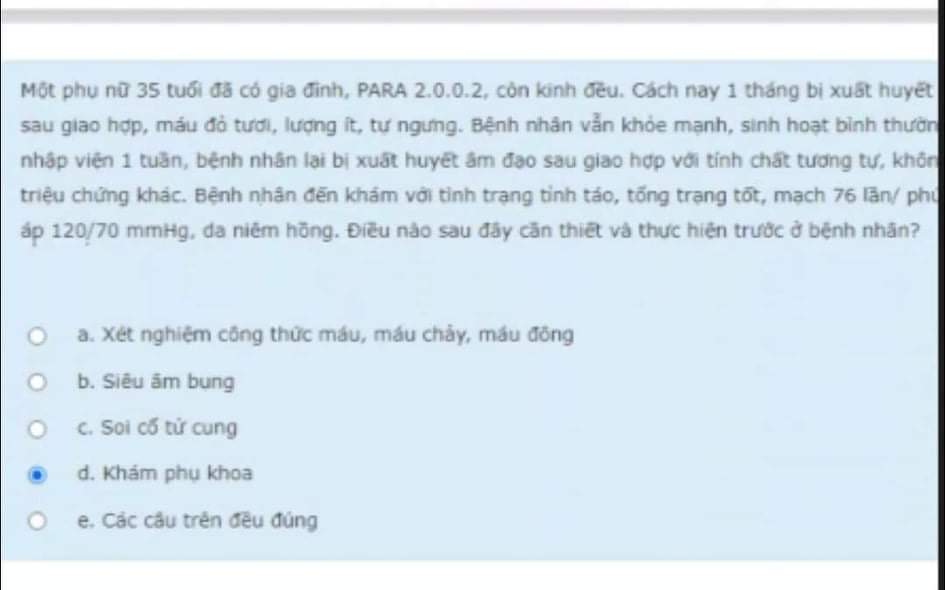 Một phụ nữ 35 tuổi đã có gia đình, PARA 2.0.0.2, còn kinh đều. Cách nay 1 tháng bị xuất huyết
sau giao hợp, máu đỏ tươi, lượng ít, tự ngưng. Bệnh nhân vẫn khỏe mạnh, sinh hoạt bình thườn
nhập viện 1 tuần, bệnh nhân lại bị xuất huyết âm đạo sau giao hợp với tính chất tương tự, khôn
triệu chứng khác. Bệnh nhân đến khám với tình trạng tỉnh táo, tổng trạng tốt, mạch 76 lần/ phú
áp 120/70 mmHg, da niêm hồng. Điều nào sau đây cần thiết và thực hiện trước ở bệnh nhân?
a. Xét nghiệm công thức máu, máu chảy, máu đông
b. Siêu âm bụng
c. Soi cổ tử cung
d. Khám phụ khoa
e. Các câu trên đều đúng